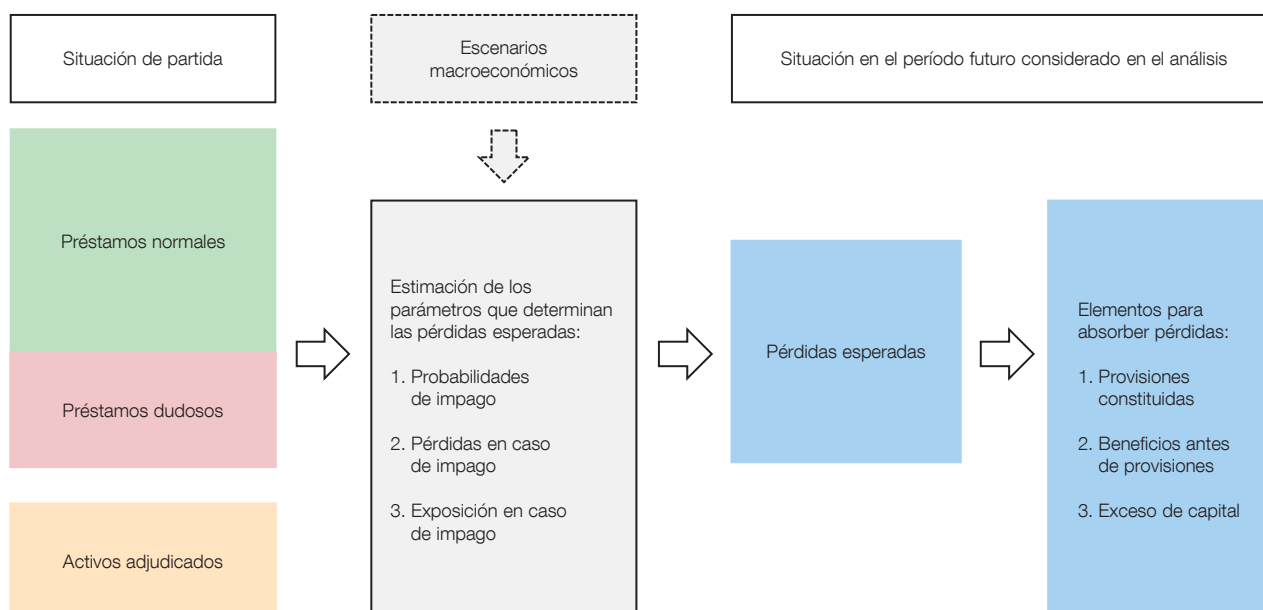 Situación de partida
Escenarios
macroeconómicos
Situación en el período futuro considerado en el análisis
Préstamos normales
Préstamos dudosos
Activos adjudicados
Estimación de los
parámetros que determinan
las pérdidas esperadas:
1. Probabilidades
de impago
2. Pérdidas en caso
de impago
3. Exposición en caso
de impago
Pérdidas esperadas
Elementos para
absorber pérdidas:
1. Provisiones
constituidas
2. Beneficios antes
de provisiones
3. Exceso de capital